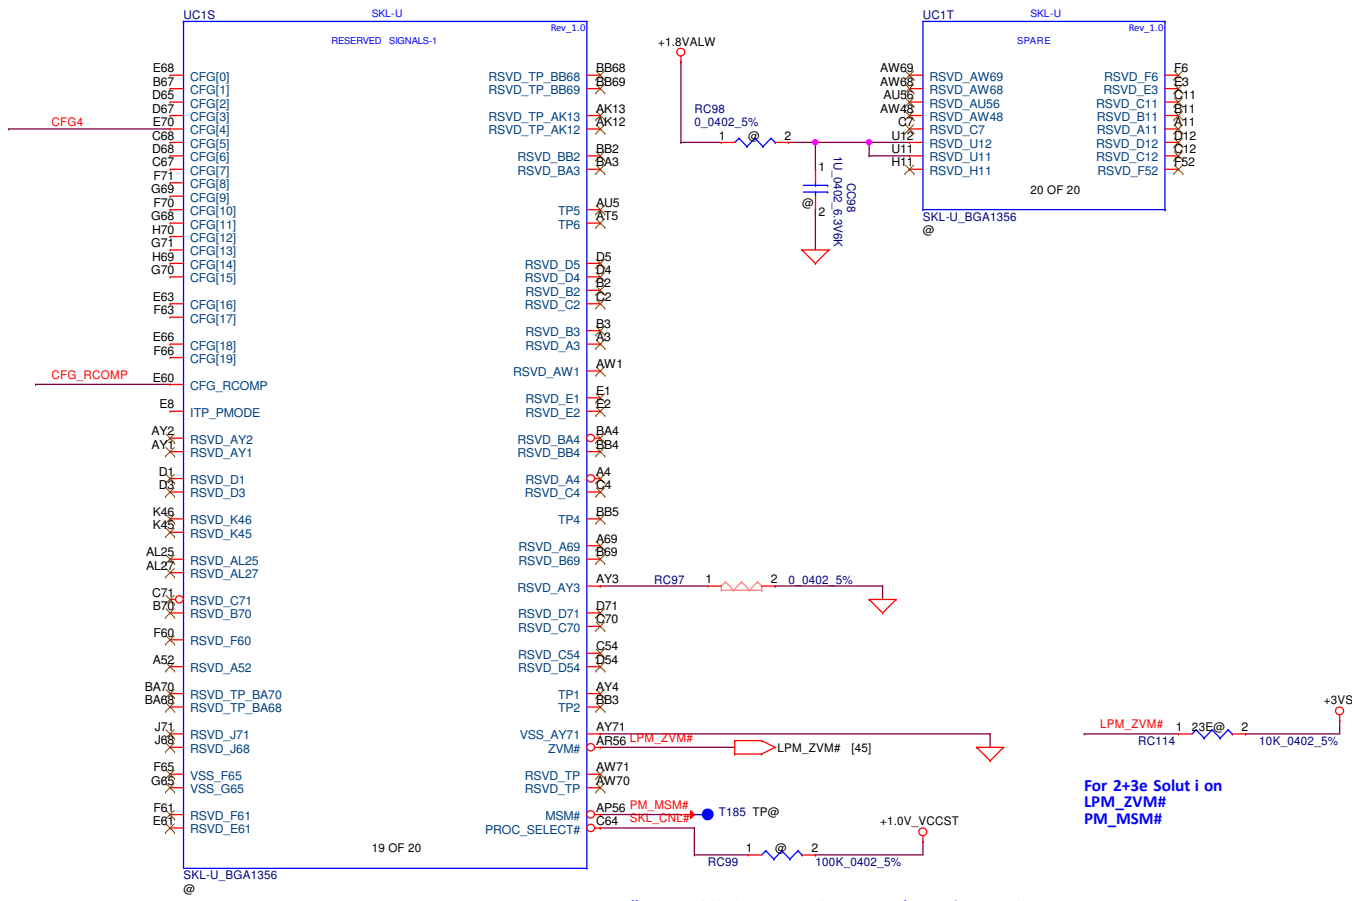 UC1S SKL-U
Rev_1.0
RESERVED SIGNALS-1
E68 CFG[0]
B67 CFG[1]
D65 CFG[2]
D67 CFG[3]
CFG4 E70 CFG[4]
C68 CFG[5]
D68 CFG[6]
C67 CFG[7]
F71 CFG[8]
G69 CFG[9]
F70 CFG[10]
G68 CFG[11]
H70 CFG[12]
G71 CFG[13]
H69 CFG[14]
G70 CFG[15]
E63 CFG[16]
F63 CFG[17]
E66 CFG[18]
F66 CFG[19]
CFG_RCOMP E60 CFG_RCOMP
E8 ITP_PMODE
AY2 RSVD_AY2
AY1 RSVD_AY1
D1 RSVD_D1
D3 RSVD_D3
K46 RSVD_K46
K45 RSVD_K45
AL25 RSVD_AL25
AL27 RSVD_AL27
C71 RSVD_C71
B70 RSVD_B70
F60 RSVD_F60
A52 RSVD_A52
BA70 RSVD_TP_BA70
BA68 RSVD_TP_BA68
J71 RSVD_J71
J68 RSVD_J68
F65 VSS_F65
G65 VSS_G65
F61 RSVD_F61
E61 RSVD_E61
RSVD_TP_BB68 BB68
RSVD_TP_BB69 BB69
RSVD_TP_AK13 AK13
RSVD_TP_AK12 AK12
RSVD_BB2 BB2
RSVD_BA3 BA3
TP5 AU5
TP6 AT5
RSVD_D5 D5
RSVD_D4 D4
RSVD_B2 B2
RSVD_C2 C2
RSVD_B3 B3
RSVD_A3 A3
RSVD_AW1 AW1
RSVD_E1 E1
RSVD_E2 E2
RSVD_BA4 BA4
RSVD_BB4 BB4
RSVD_A4 A4
RSVD_C4 C4
TP4 BB5
RSVD_A69 A69
RSVD_B69 B69
RSVD_AY3 AY3 RC97 1 2 0_0402_5%
RSVD_D71 D71
RSVD_C70 C70
RSVD_C54 C54
RSVD_D54 D54
TP1 AY4
TP2 BB3
VSS_AY71 AY71
ZVM# AR56 LPM_ZVM# LPM_ZVM# [45]
RSVD_TP AW71
RSVD_TP AW70
MSM# AP56 PM_MSM# T185 TP@
PROC_SELECT# C64 SKL_CNL#
19 OF 20
SKL-U_BGA1356
@
+1.0V_VCCST
RC99 1 @ 2 100K_0402_5%
+1.8VALW
RC98
0_0402_5%
1 @ 2
1
1U_0402_6.3V6K
CC98
@
2
UC1T SKL-U
Rev_1.0
SPARE
AW69 RSVD_AW69
AW68 RSVD_AW68
AU56 RSVD_AU56
AW48 RSVD_AW48
C7 RSVD_C7
U12 RSVD_U12
U11 RSVD_U11
H11 RSVD_H11
RSVD_F6 F6
RSVD_E3 E3
RSVD_C11 C11
RSVD_B11 B11
RSVD_A11 A11
RSVD_D12 D12
RSVD_C12 C12
RSVD_F52 F52
20 OF 20
SKL-U_BGA1356
@
+3VS
LPM_ZVM# 1 23E@ 2
RC114 10K_0402_5%
For 2+3e Solut i on
LPM_ZVM#
PM_MSM#